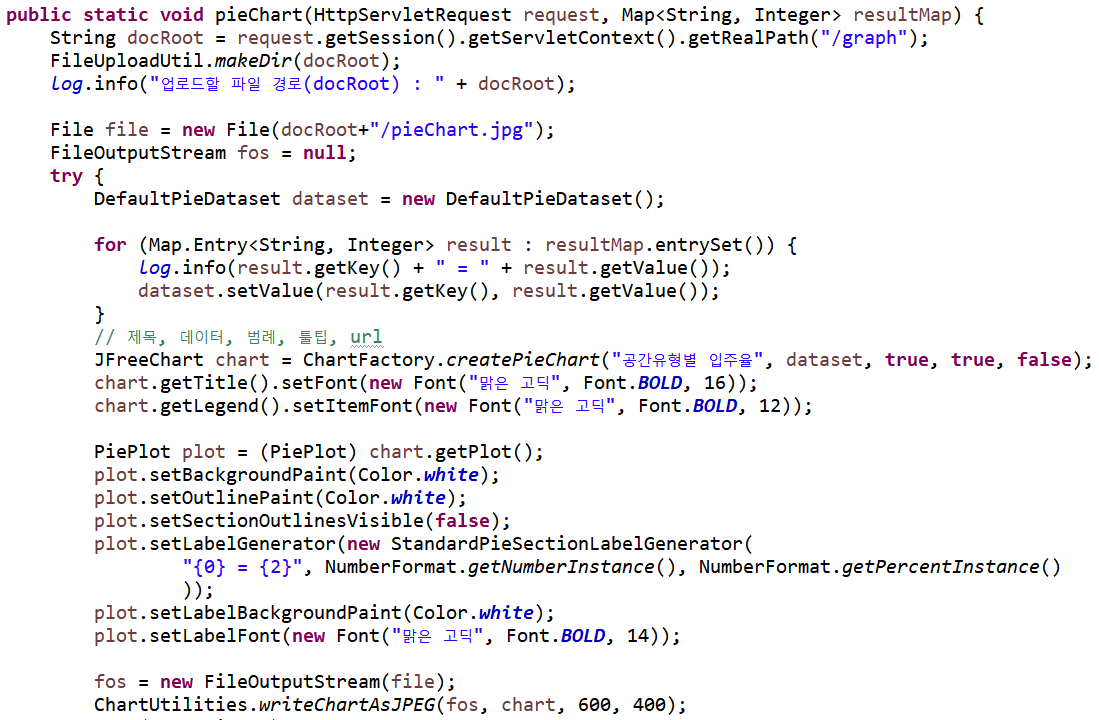 public static void pieChart(HttpServletRequest request, Map<String, Integer> resultMap) {
String docRoot = request.getSession().getServletContext().getRealPath("/graph");
FileUploadUtil.makeDir(docRoot);
log.info("업로드할 파일 경로(docRoot) : " + docRoot);
File file = new File(docRoot+"/pieChart.jpg");
FileOutputStream fos = null;
try {
DefaultPieDataset dataset = new DefaultPieDataset();
for (Map.Entry<String, Integer> result : resultMap.entrySet()) {
log.info(result.getKey() + " = " + result.getValue());
dataset.setValue(result.getKey(), result.getValue());
}
// 제목, 데이터, 범례, 툴팁, url
JFreeChart chart = ChartFactory.createPieChart("공간유형별 입주율", dataset, true, true, false);
chart.getTitle().setFont(new Font("맑은 고딕", Font.BOLD, 16));
chart.getLegend().setItemFont(new Font("맑은 고딕", Font.BOLD, 12));
PiePlot plot = (PiePlot) chart.getPlot();
plot.setBackgroundPaint(Color.white);
plot.setOutlinePaint(Color.white);
plot.setSectionOutlinesVisible(false);
plot.setLabelGenerator(new StandardPieSectionLabelGenerator(
"{0} = {2}", NumberFormat.getNumberInstance(), NumberFormat.getPercentInstance()
));
plot.setLabelBackgroundPaint(Color.white);
plot.setLabelFont(new Font("맑은 고딕", Font.BOLD, 14));
fos = new FileOutputStream(file);
ChartUtilities.writeChartAsJPEG(fos, chart, 600, 400);